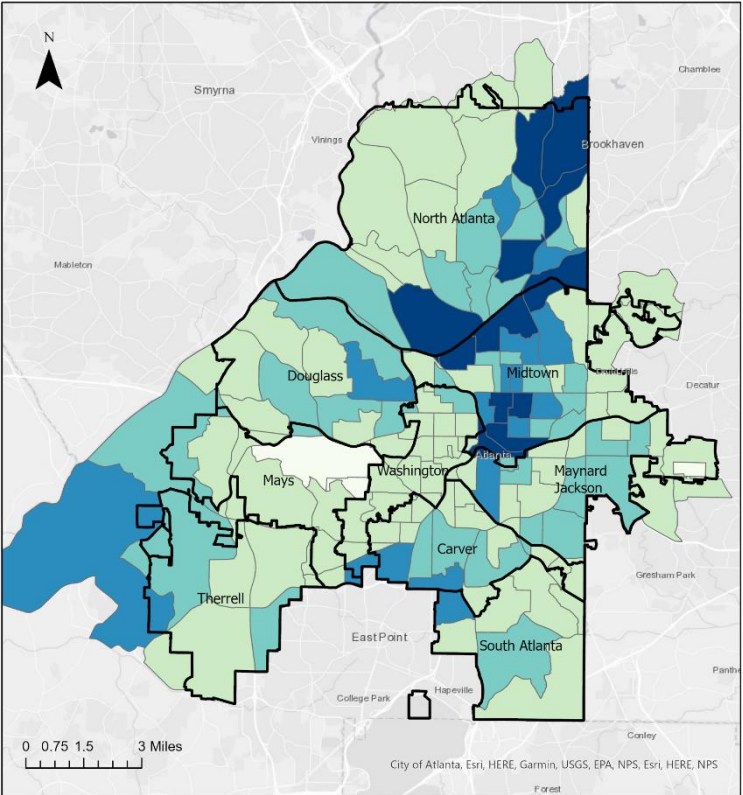 N
Chamblee
Smyrna
Vinings
Brookhaven
North Atlanta
Mableton
Douglass
Midtown
Decatur
Atlanta
Washington
Mays
Maynard
Jackson
Carver
Gresham Park
Therrell
East Point
South Atlanta
College Park
Hapeville
0 0.75 1.5 3 Miles
Conley
City of Atlanta, Esri, HERE, Garmin, USGS, EPA, NPS, Esri, HERE, NPS
Forest